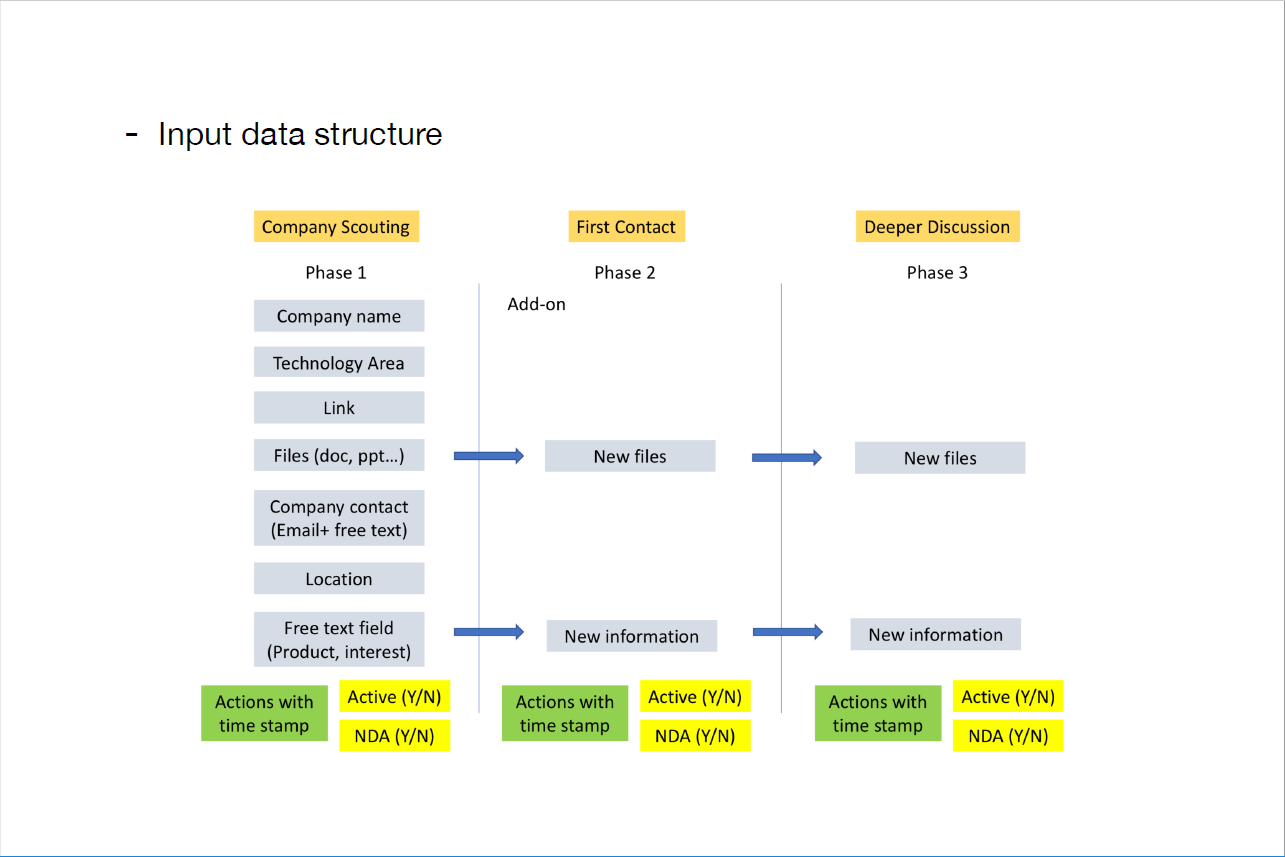 - Input data structure
Company Scouting
First Contact
Deeper Discussion
Phase 1
Phase 2
Phase 3
Add-on
Company name
Technology Area
Link
Files (doc, ppt...)
New files
New files
Company contact
(Email+ free text)
Location
Free text field
(Product, interest)
New information
New information
Actions with
time stamp
Active (Y/N)
NDA (Y/N)
Actions with
time stamp
Active (Y/N)
NDA (Y/N)
Actions with
time stamp
Active (Y/N)
NDA (Y/N)